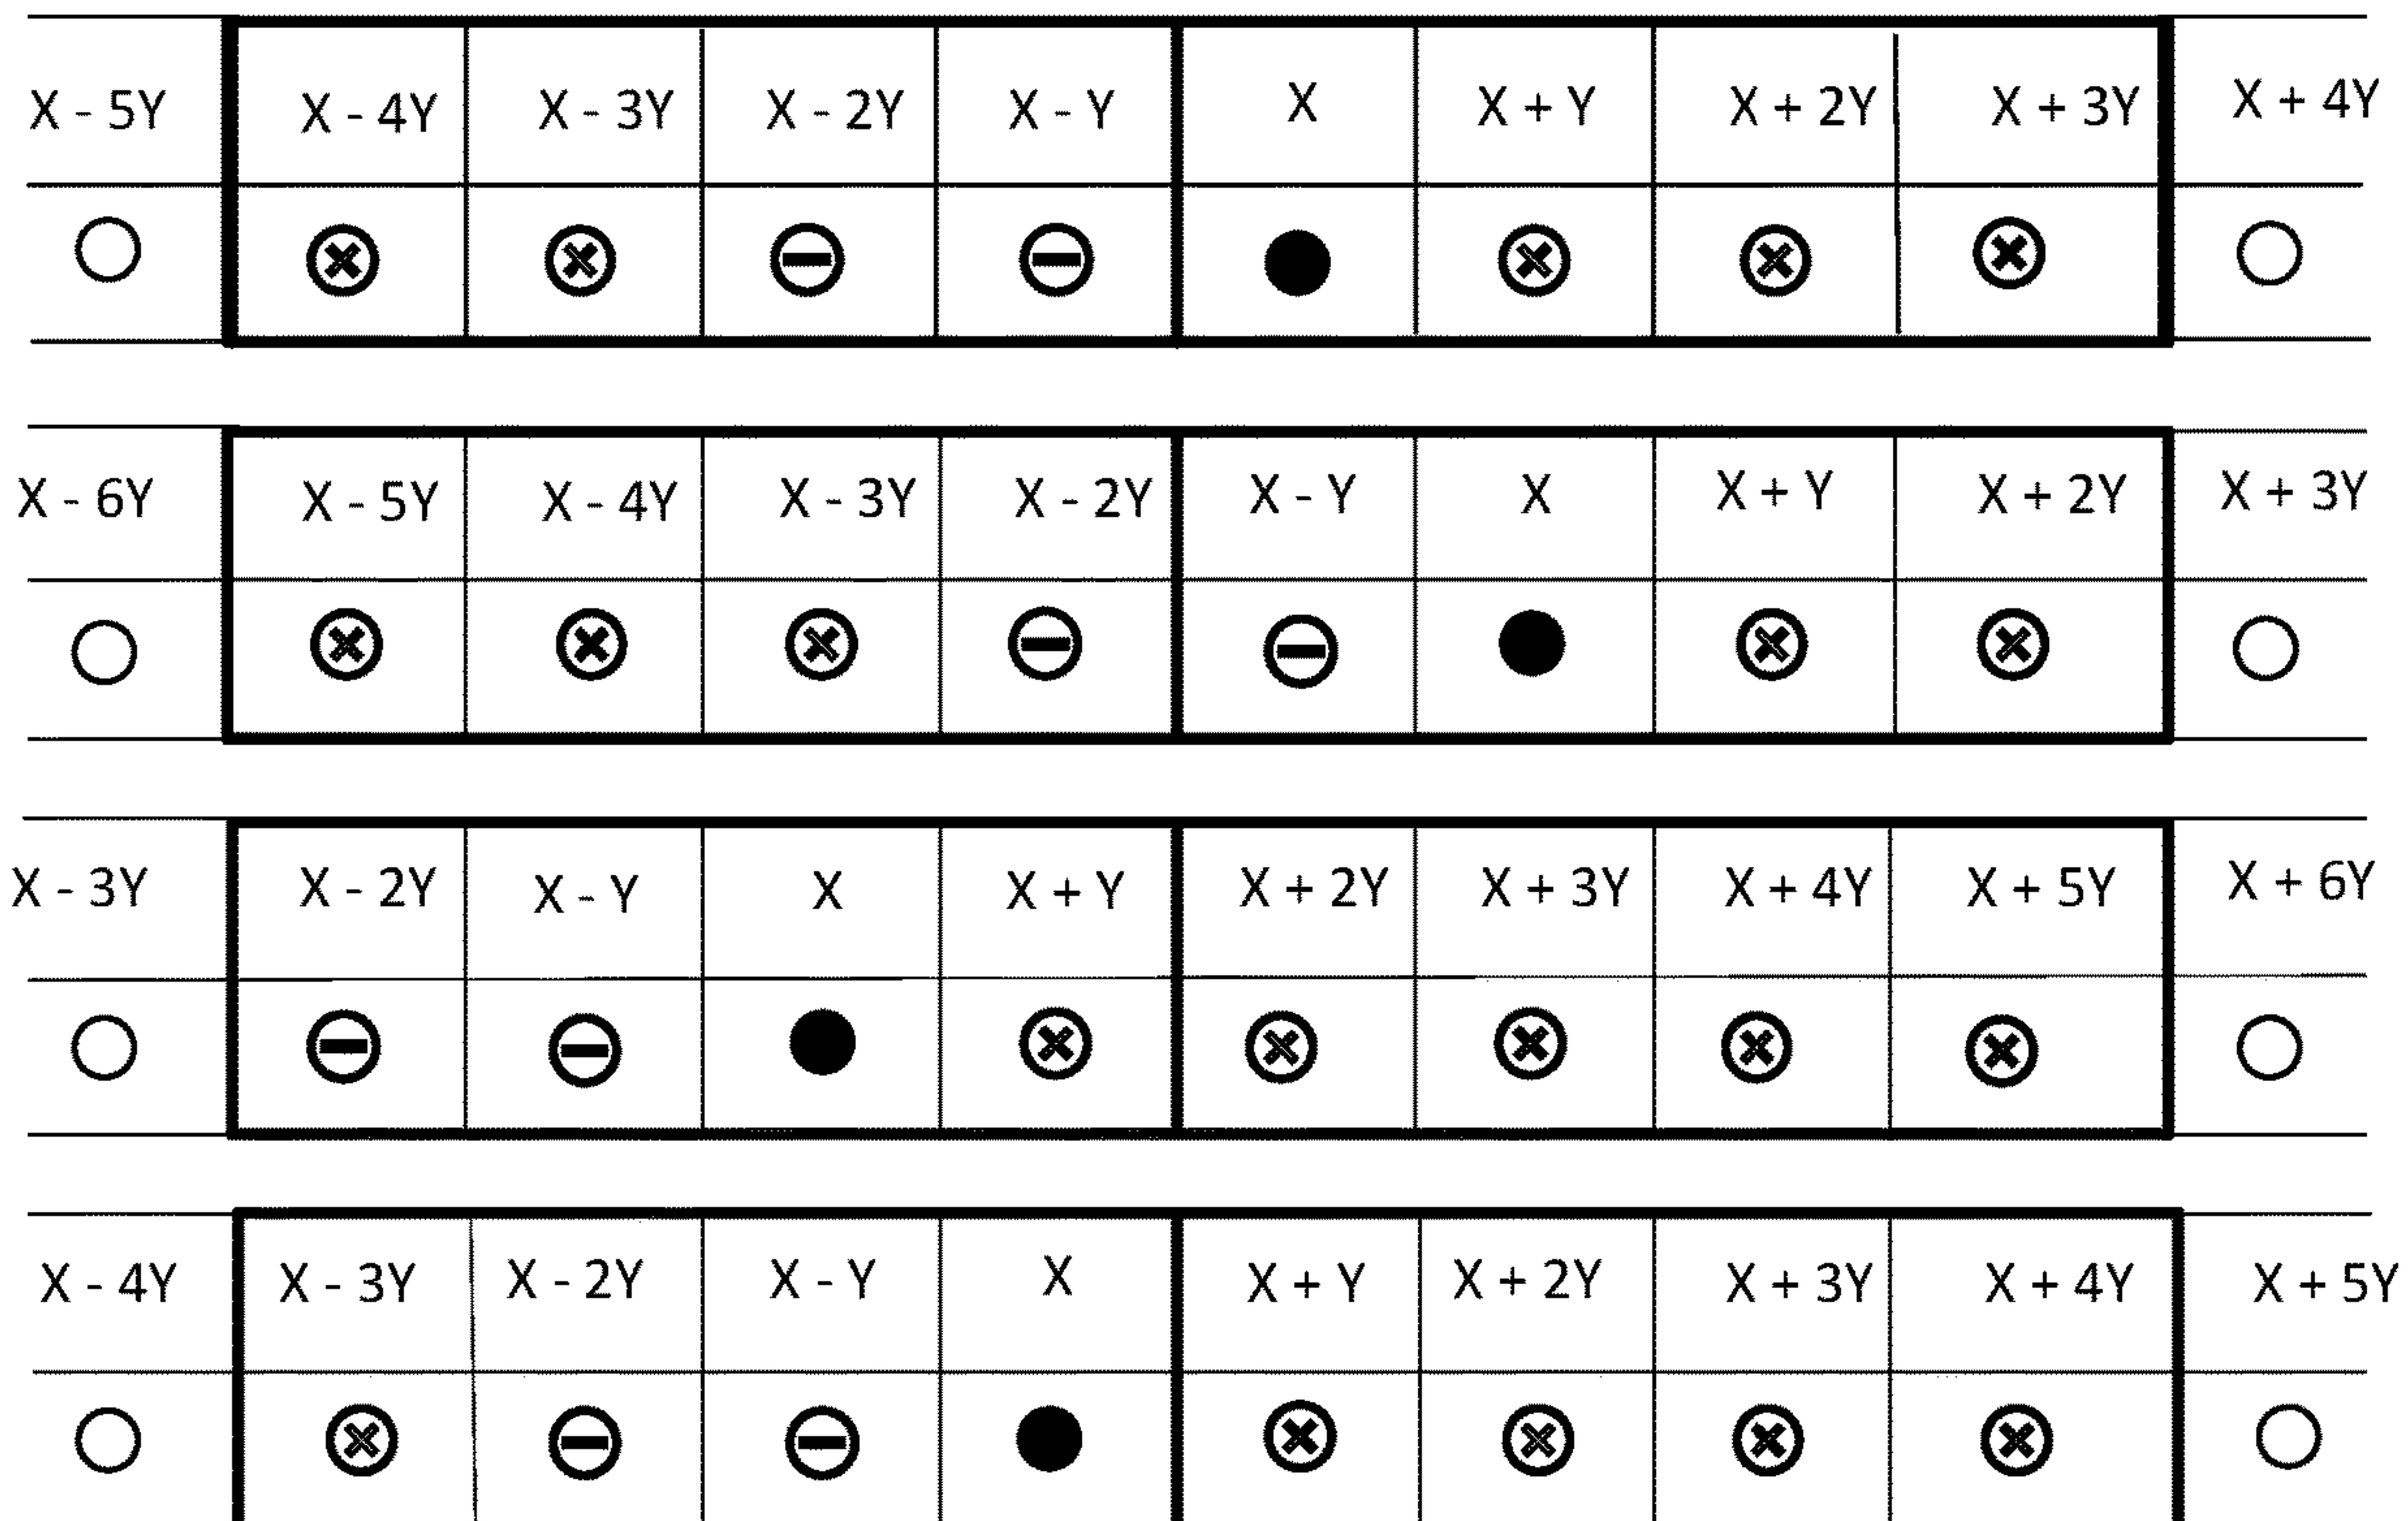 X - 5Y X - 4Y X - 3Y X - 2Y X - Y X X + Y X + 2Y X + 3Y X + 4Y
X - 6Y X - 5Y X - 4Y X - 3Y X - 2Y X - Y X X + Y X + 2Y X + 3Y
X - 3Y X - 2Y X - Y X X + Y X + 2Y X + 3Y X + 4Y X + 5Y X + 6Y
X - 4Y X - 3Y X - 2Y X - Y X X + Y X + 2Y X + 3Y X + 4Y X + 5Y